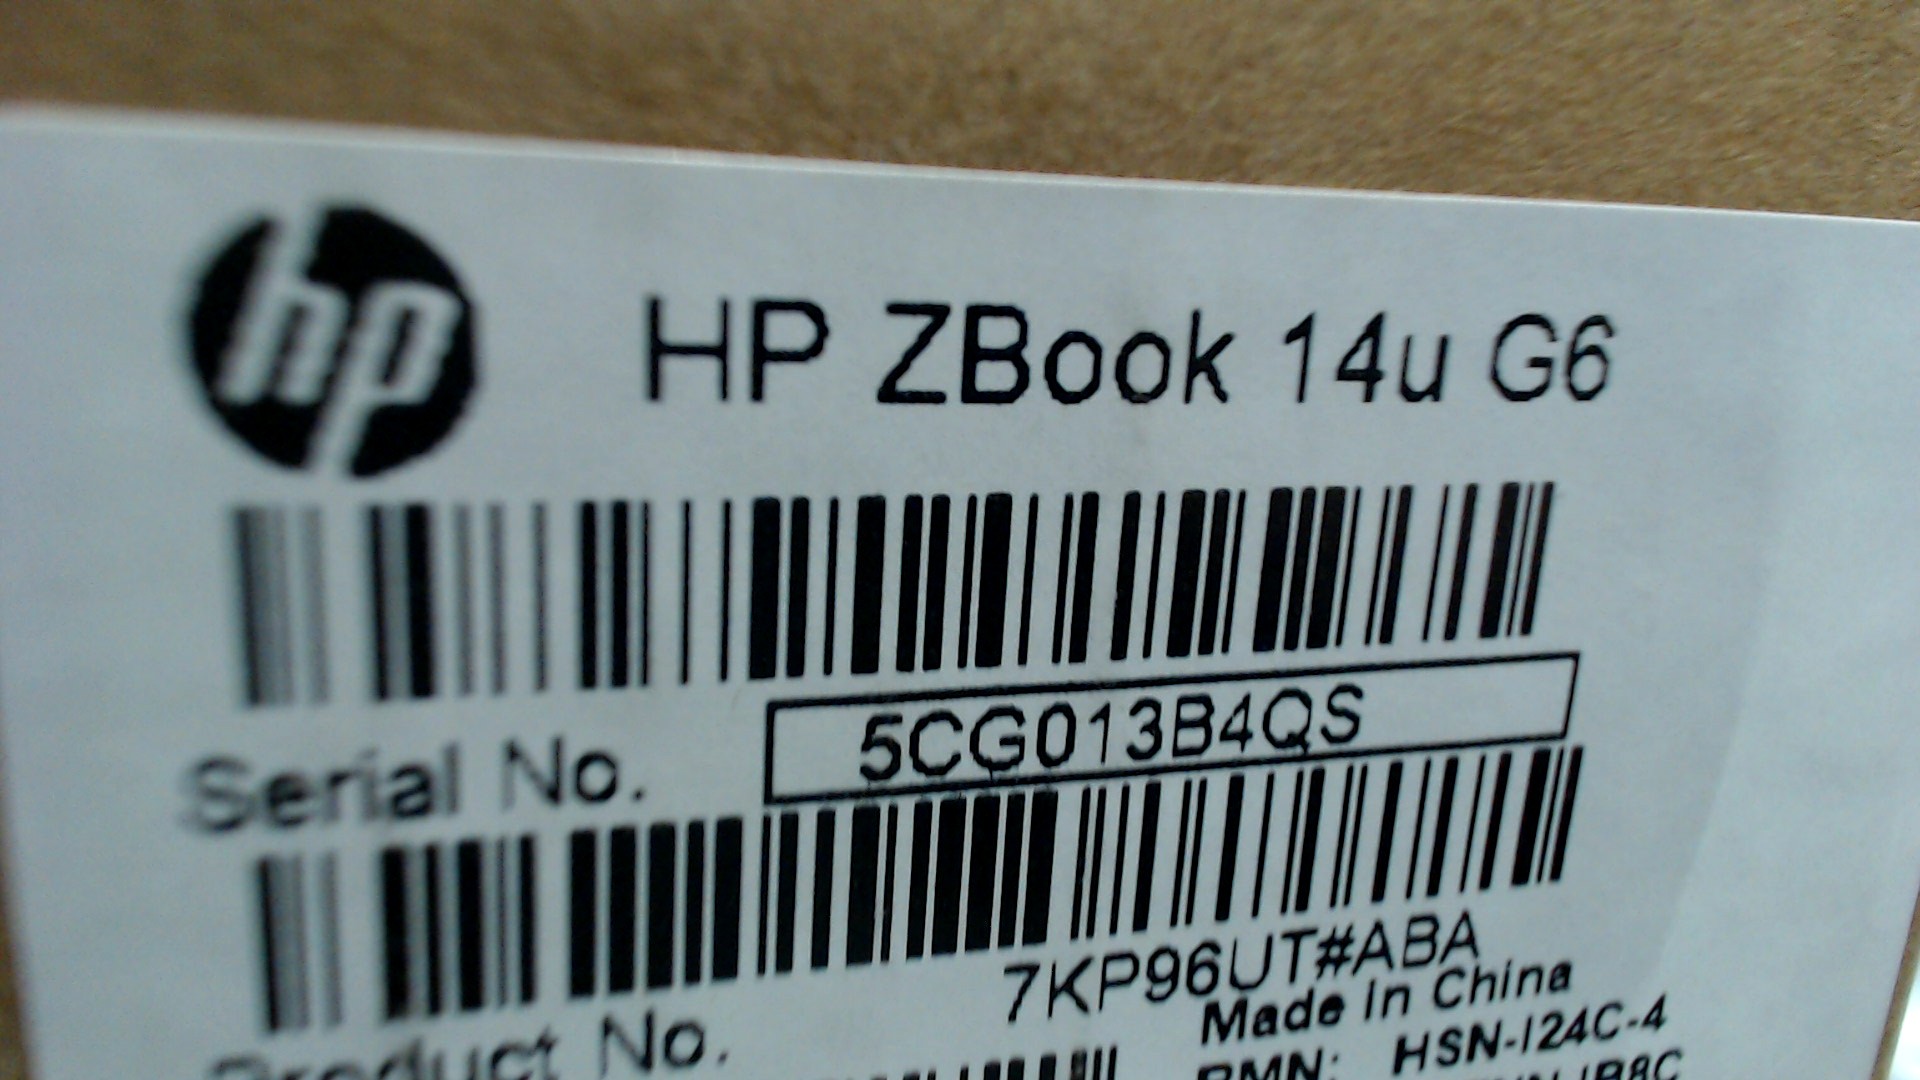 hp
HP ZBook 14u G6
5CG013B4QS
Serial No.
7KP96UT#ABA
Made In China
Product No.
RMN: HSN-I24C-4